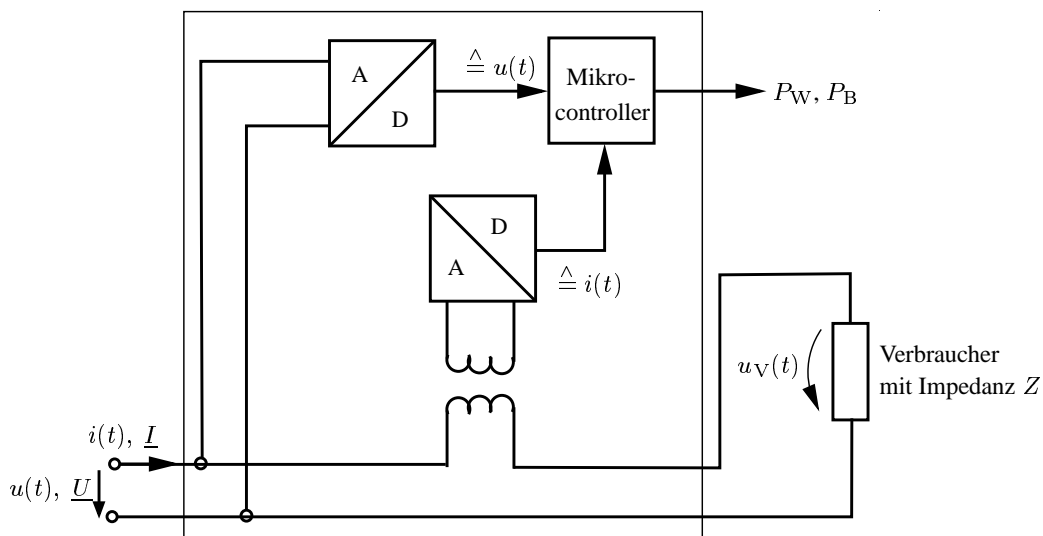 A
D
≙ u(t)
Mikro-
controller
P_W, P_B
D
A
≙ i(t)
u_V(t)
Verbraucher
mit Impedanz Z
i(t), I
u(t), U